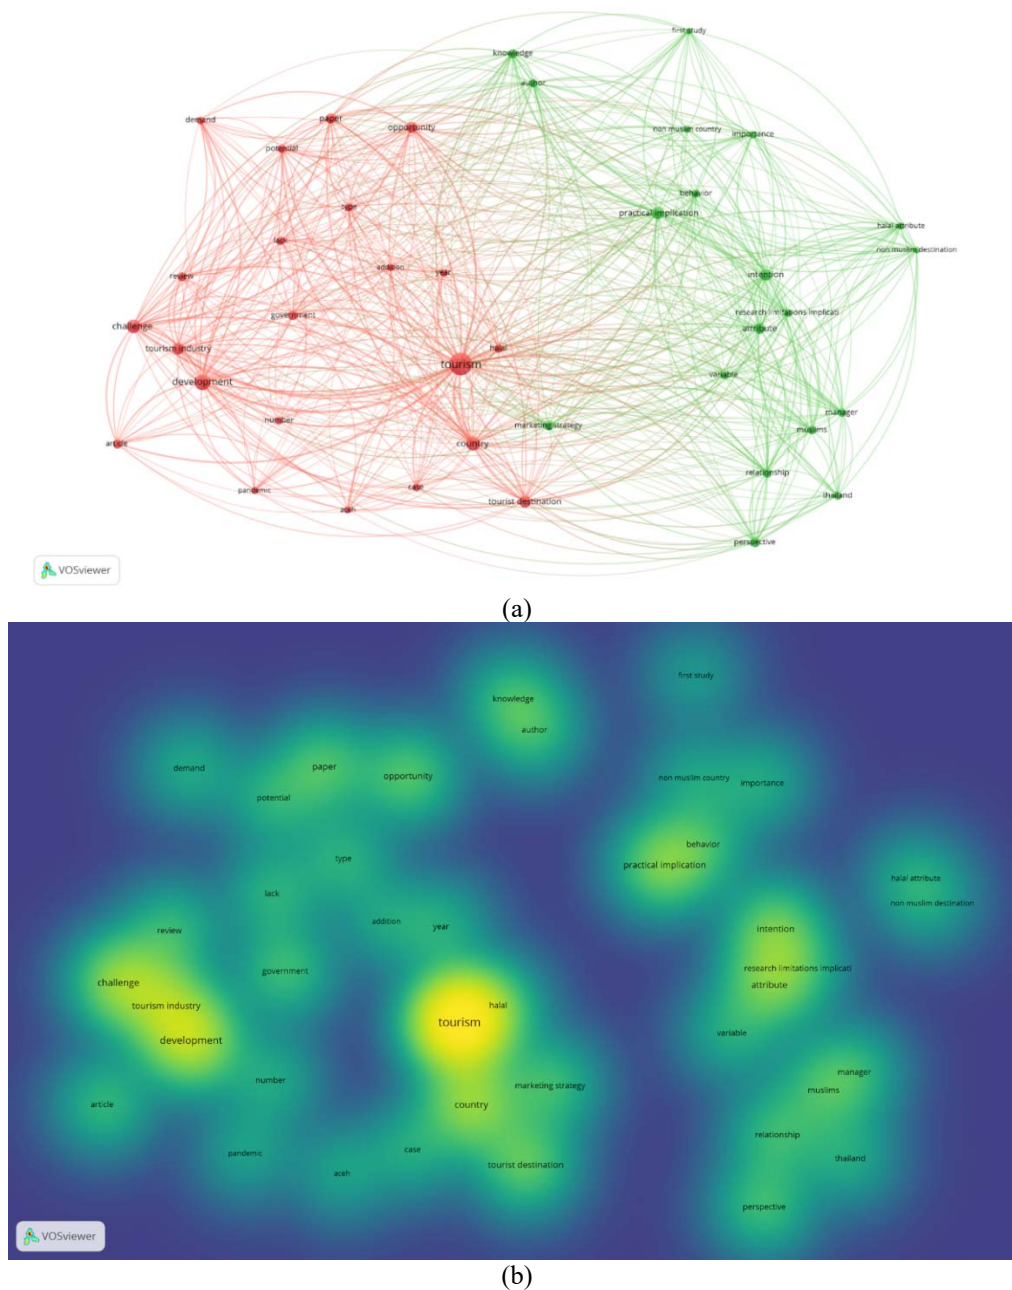 first study
knowledge
author
demand
paper
opportunity
non muslim country
importance
potential
behavior
type
practical implication
halal attribute
lack
non muslim destination
addition
year
review
intention
government
research limitations implicati
challenge
attribute
tourism industry
halal
tourism
variable
development
manager
number
marketing strategy
muslims
article
country
relationship
pandemic
case
thailand
aceh
tourist destination
perspective
VOSviewer
(a)
first study
knowledge
author
demand
paper
opportunity
non muslim country
importance
potential
behavior
type
practical implication
halal attribute
lack
non muslim destination
addition
year
review
intention
government
research limitations implicati
challenge
attribute
tourism industry
halal
tourism
variable
development
manager
number
marketing strategy
muslims
article
country
relationship
pandemic
case
thailand
aceh
tourist destination
perspective
VOSviewer
(b)